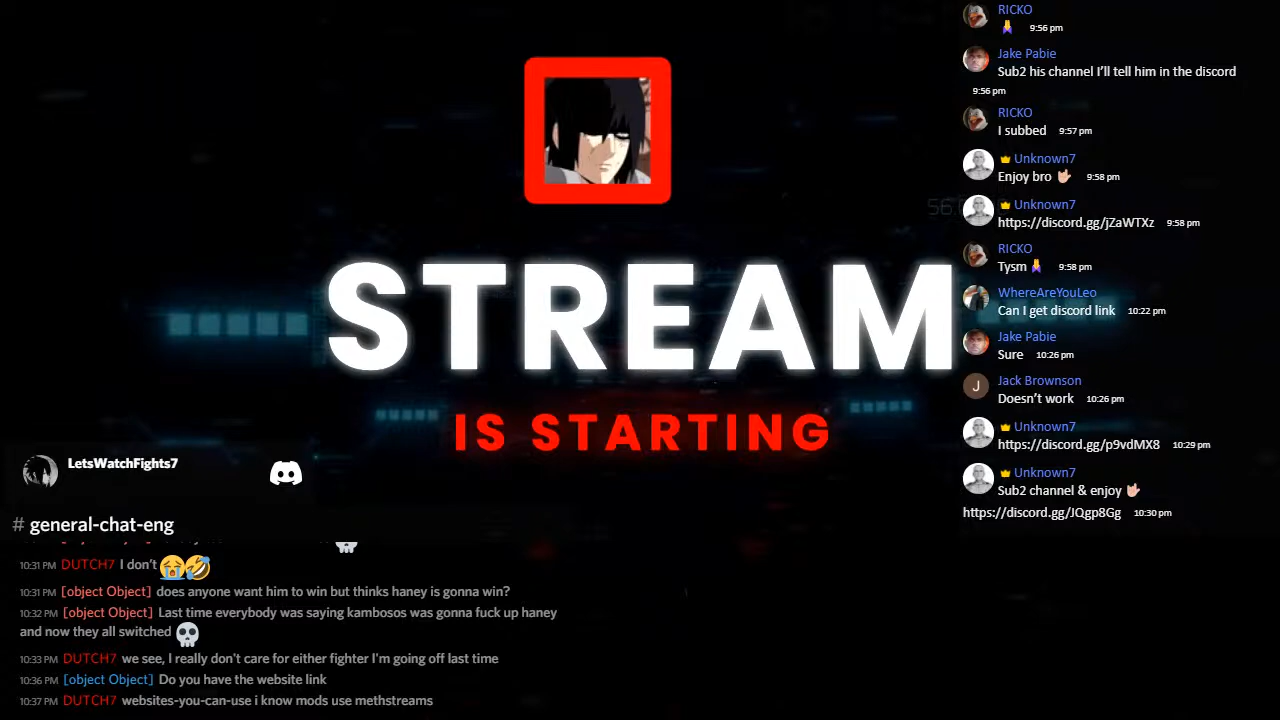 STREAM
IS STARTING
LetsWatchFights7
# general-chat-eng
10:31 PM DUTCH7 I don't 😭🤣
10:31 PM [object Object] does anyone want him to win but thinks haney is gonna win?
10:32 PM [object Object] Last time everybody was saying kambosos was gonna fuck up haney
and now they all switched 💀
10:33 PM DUTCH7 we see, I really don't care for either fighter I'm going off last time
10:36 PM [object Object] Do you have the website link
10:37 PM DUTCH7 websites-you-can-use i know mods use methstreams
RICKO
9:56 pm
Jake Pabie
Sub2 his channel I'll tell him in the discord
9:56 pm
RICKO
I subbed 9:57 pm
Unknown7
Enjoy bro 9:58 pm
Unknown7
https://discord.gg/jZaWTXz 9:58 pm
RICKO
Tysm 9:58 pm
WhereAreYouLeo
Can I get discord link 10:22 pm
Jake Pabie
Sure 10:26 pm
J
Jack Brownson
Doesn't work 10:26 pm
Unknown7
https://discord.gg/p9vdMX8 10:29 pm
Unknown7
Sub2 channel & enjoy
https://discord.gg/JQgp8Gg 10:30 pm